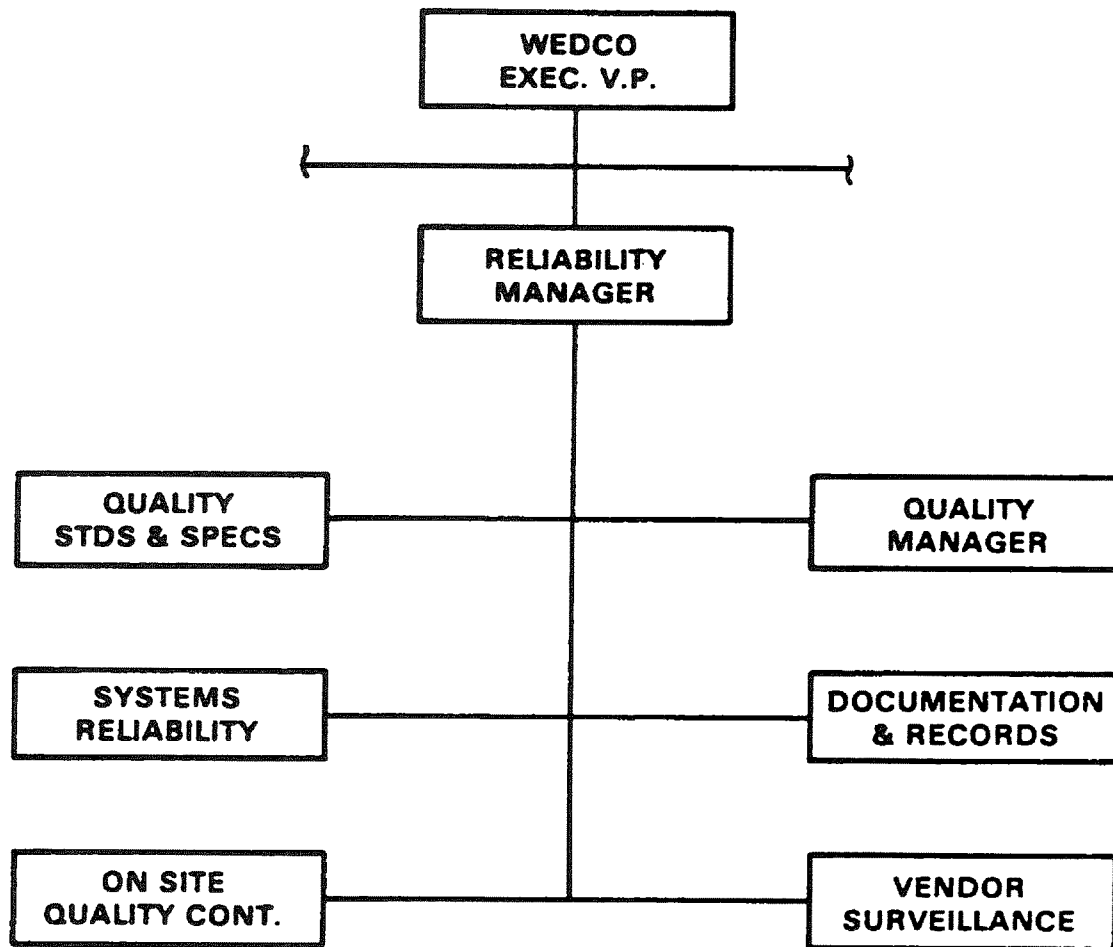 WEDCO
EXEC. V.P.
RELIABILITY
MANAGER
QUALITY
STDS & SPECS
QUALITY
MANAGER
SYSTEMS
RELIABILITY
DOCUMENTATION
& RECORDS
ON SITE
QUALITY CONT.
VENDOR
SURVEILLANCE